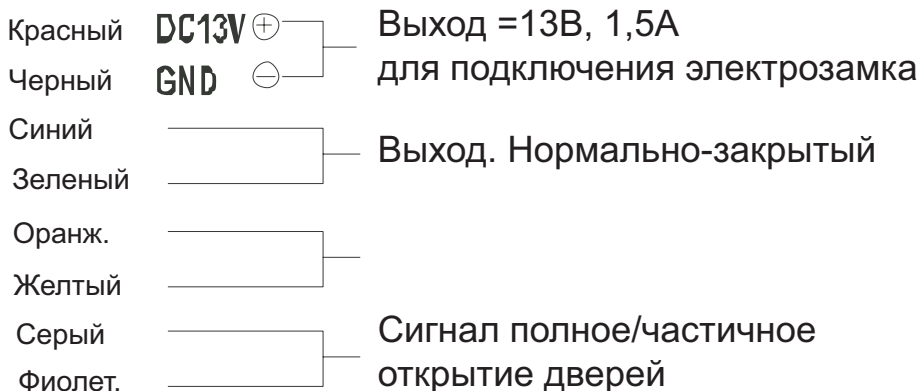 Красный DC13V + Выход =13В, 1,5А
Черный GND − для подключения электрозамка
Синий
Выход. Нормально-закрытый
Зеленый
Оранж.
Желтый
Серый Сигнал полное/частичное
Фиолет. открытие дверей